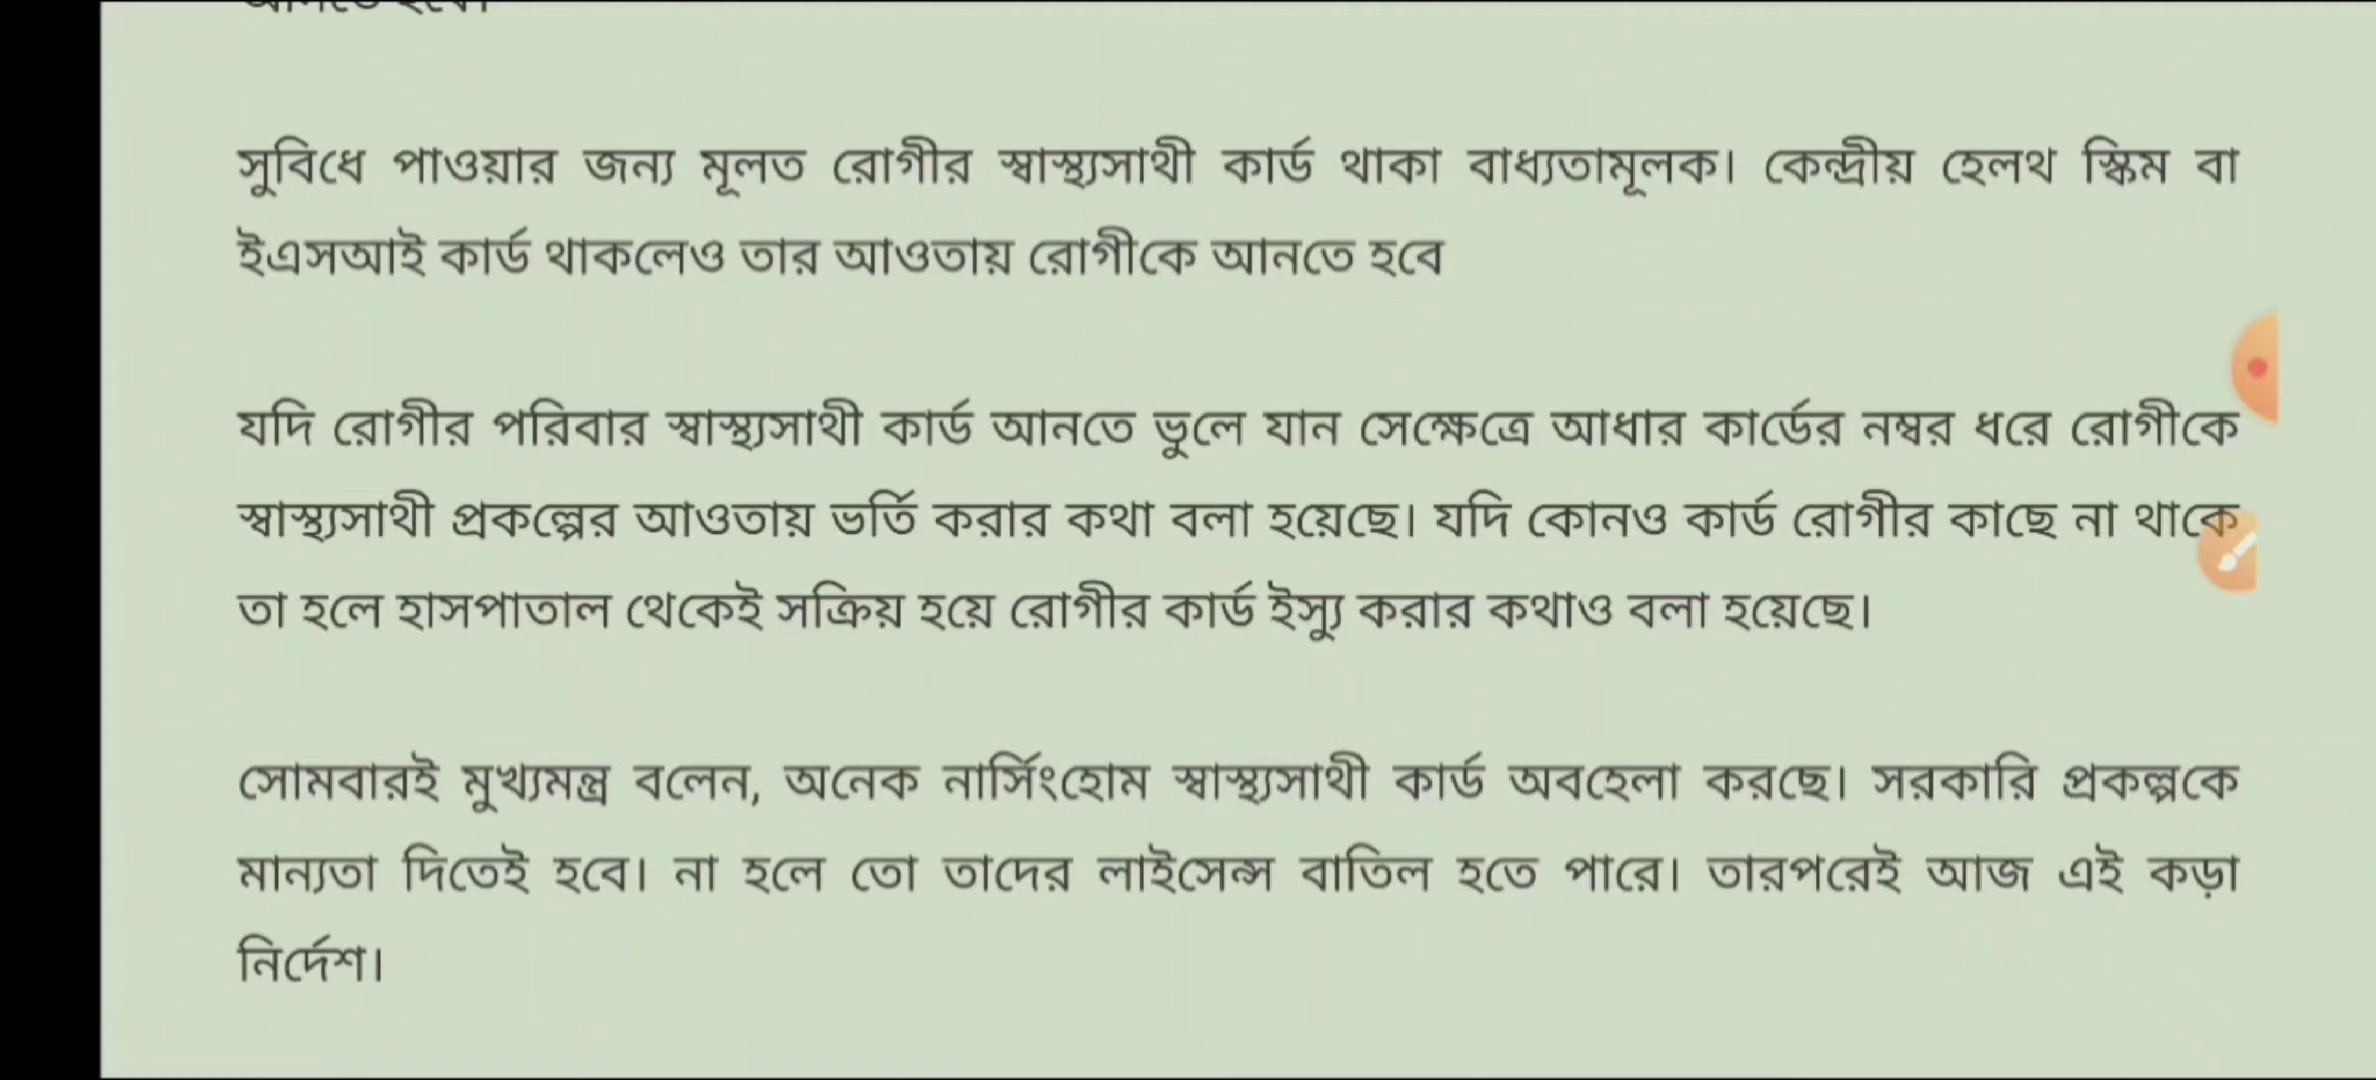 সুবিধে পাওয়ার জন্য মূলত রোগীর স্বাস্থ্যসাথী কার্ড থাকা বাধ্যতামূলক। কেন্দ্রীয় হেলথ স্কিম বা
ইএসআই কার্ড থাকলেও তার আওতায় রোগীকে আনতে হবে
যদি রোগীর পরিবার স্বাস্থ্যসাথী কার্ড আনতে ভুলে যান সেক্ষেত্রে আধার কার্ডের নম্বর ধরে রোগীকে
স্বাস্থ্যসাথী প্রকল্পের আওতায় ভর্তি করার কথা বলা হয়েছে। যদি কোনও কার্ড রোগীর কাছে না থাকে
তা হলে হাসপাতাল থেকেই সক্রিয় হয়ে রোগীর কার্ড ইস্যু করার কথাও বলা হয়েছে।
সোমবারই মুখ্যমন্ত্র বলেন, অনেক নার্সিংহোম স্বাস্থ্যসাথী কার্ড অবহেলা করছে। সরকারি প্রকল্পকে
মান্যতা দিতেই হবে। না হলে তো তাদের লাইসেন্স বাতিল হতে পারে। তারপরেই আজ এই কড়া
নির্দেশ।